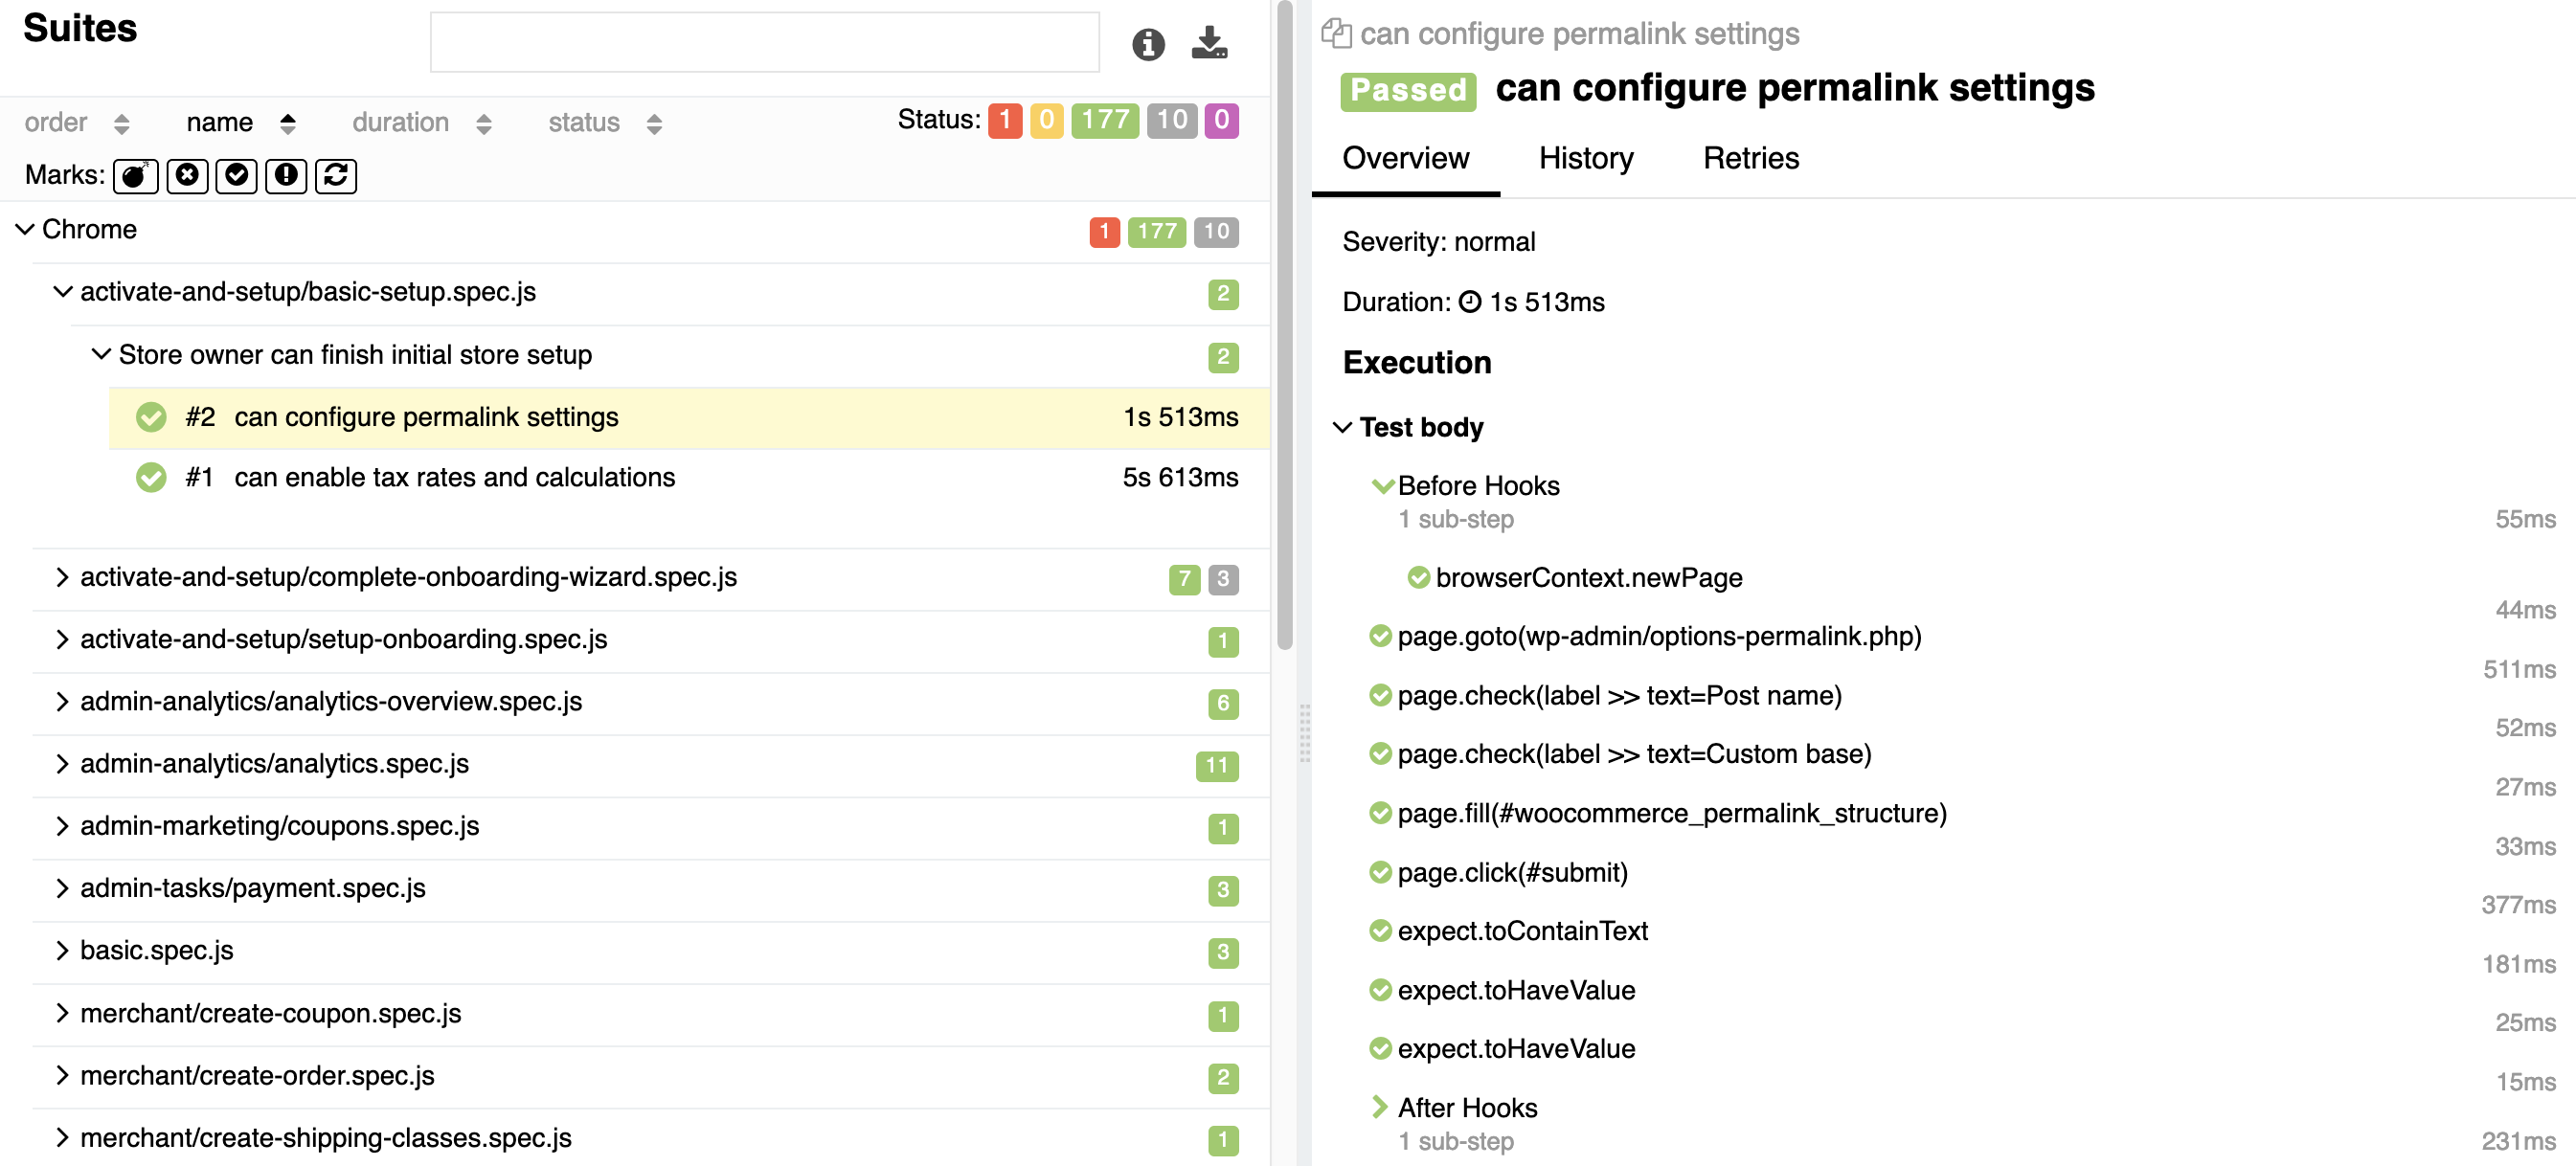 Suites
order name duration status Status: 1 0 177 10 0
Marks:
Chrome 1 177 10
activate-and-setup/basic-setup.spec.js 2
Store owner can finish initial store setup 2
#2 can configure permalink settings 1s 513ms
#1 can enable tax rates and calculations 5s 613ms
activate-and-setup/complete-onboarding-wizard.spec.js 7 3
activate-and-setup/setup-onboarding.spec.js 1
admin-analytics/analytics-overview.spec.js 6
admin-analytics/analytics.spec.js 11
admin-marketing/coupons.spec.js 1
admin-tasks/payment.spec.js 3
basic.spec.js 3
merchant/create-coupon.spec.js 1
merchant/create-order.spec.js 2
merchant/create-shipping-classes.spec.js 1
can configure permalink settings
Passed can configure permalink settings
Overview History Retries
Severity: normal
Duration: 1s 513ms
Execution
Test body
Before Hooks
1 sub-step 55ms
browserContext.newPage
44ms
page.goto(wp-admin/options-permalink.php)
511ms
page.check(label >> text=Post name)
52ms
page.check(label >> text=Custom base)
27ms
page.fill(#woocommerce_permalink_structure)
33ms
page.click(#submit)
377ms
expect.toContainText
181ms
expect.toHaveValue
25ms
expect.toHaveValue
15ms
After Hooks
1 sub-step 231ms